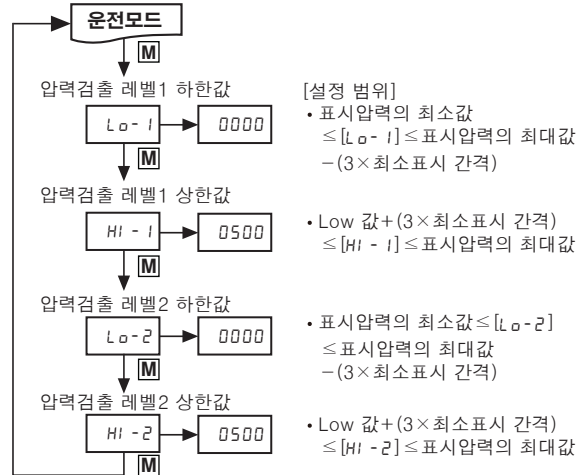 운전모드
M
압력검출 레벨1 하한값
Lo-1
0000
[설정 범위]
• 표시압력의 최소값
≤[Lo-1]≤표시압력의 최대값
-(3×최소표시 간격)
M
압력검출 레벨1 상한값
HI -1
0500
• Low 값+(3×최소표시 간격)
≤[HI -1]≤표시압력의 최대값
M
압력검출 레벨2 하한값
Lo-2
0000
• 표시압력의 최소값≤[Lo-2]
≤표시압력의 최대값
-(3×최소표시 간격)
M
압력검출 레벨2 상한값
HI -2
0500
• Low 값+(3×최소표시 간격)
≤[HI -2]≤표시압력의 최대값
M